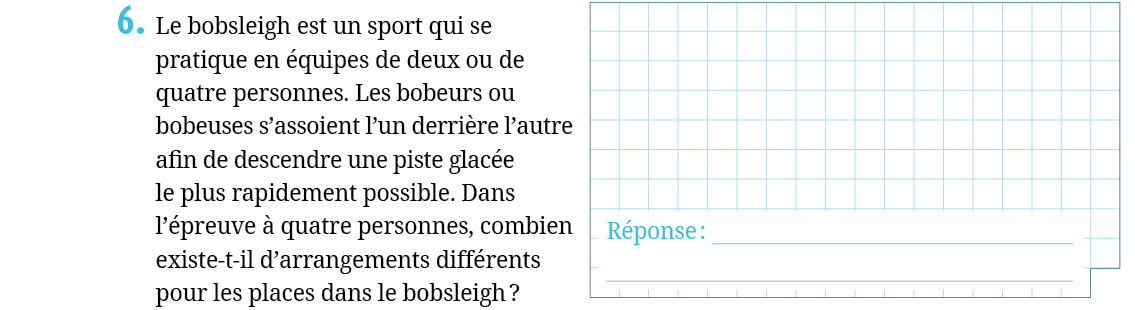 6. Le bobsleigh est un sport qui se
pratique en équipes de deux ou de
quatre personnes. Les bobeurs ou
bobeuses s’assoient l’un derrière l’autre
afin de descendre une piste glacée
le plus rapidement possible. Dans
l’épreuve à quatre personnes, combien
existe-t-il d’arrangements différents
pour les places dans le bobsleigh ?
Réponse :